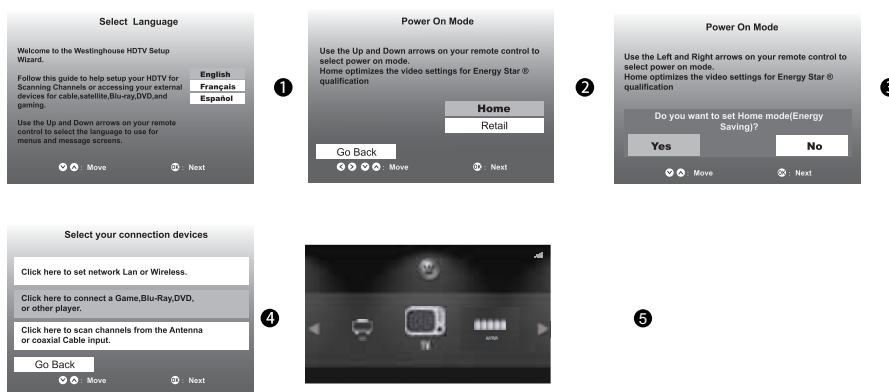 Select Language
Welcome to the Westinghouse HDTV Setup
Wizard.
Follow this guide to help setup your HDTV for
Scanning Channels or accessing your external
devices for cable,satellite,Blu-ray,DVD,and
gaming.
Use the Up and Down arrows on your remote
control to select the language to use for
menus and message screens.
English
Français
Español
: Move
OK : Next
1
Power On Mode
Use the Up and Down arrows on your remote control to
select power on mode.
Home optimizes the video settings for Energy Star ®
qualification
Home
Retail
Go Back
: Move
OK : Next
2
Power On Mode
Use the Left and Right arrows on your remote control to
select power on mode.
Home optimizes the video settings for Energy Star ®
qualification
Do you want to set Home mode(Energy
Saving)?
Yes
No
: Move
OK : Next
3
Select your connection devices
Click here to set network Lan or Wireless.
Click here to connect a Game,Blu-Ray,DVD,
or other player.
Click here to scan channels from the Antenna
or coaxial Cable input.
Go Back
: Move
OK : Next
4
W
TV
5